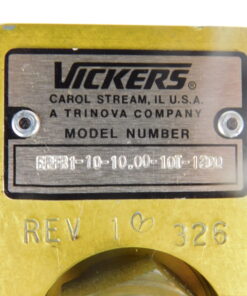 VICKERS®
CAROL STREAM, IL U.S.A.
A TRINOVA COMPANY
MODEL NUMBER
REV 1 326